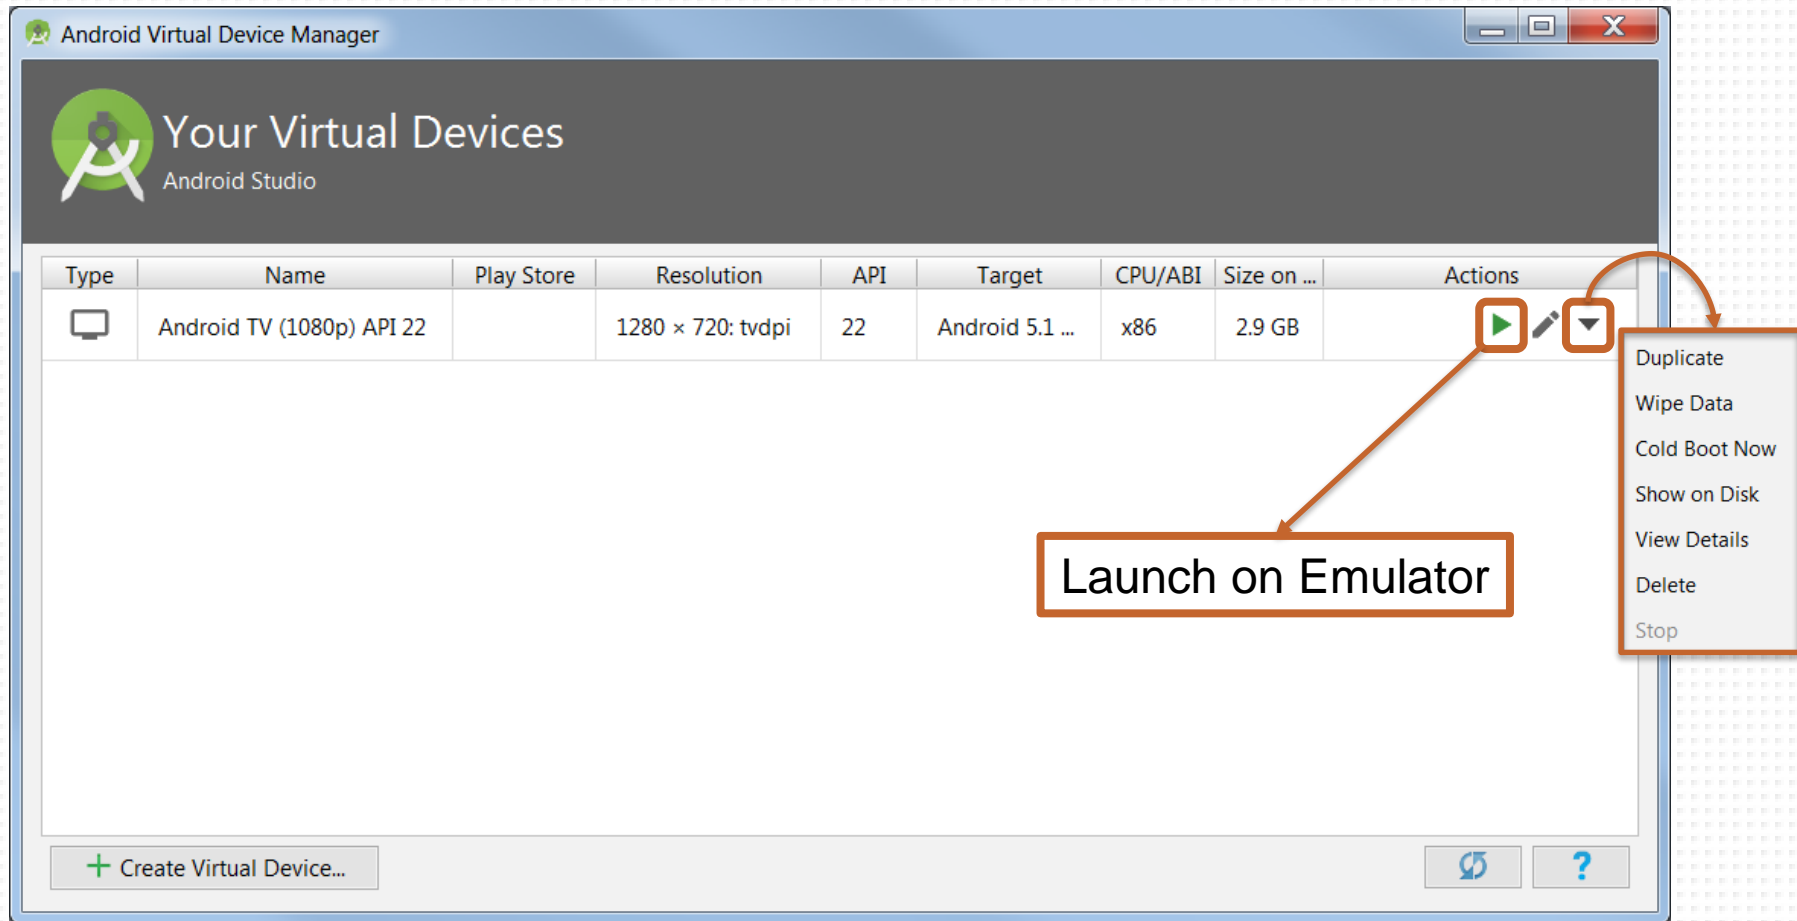 Android Virtual Device Manager
Your Virtual Devices
Android Studio
Type Name Play Store Resolution API Target CPU/ABI Size on ... Actions
Android TV (1080p) API 22 1280 × 720: tvdpi 22 Android 5.1 ... x86 2.9 GB
Duplicate
Wipe Data
Cold Boot Now
Show on Disk
View Details
Delete
Stop
Launch on Emulator
+ Create Virtual Device...
?